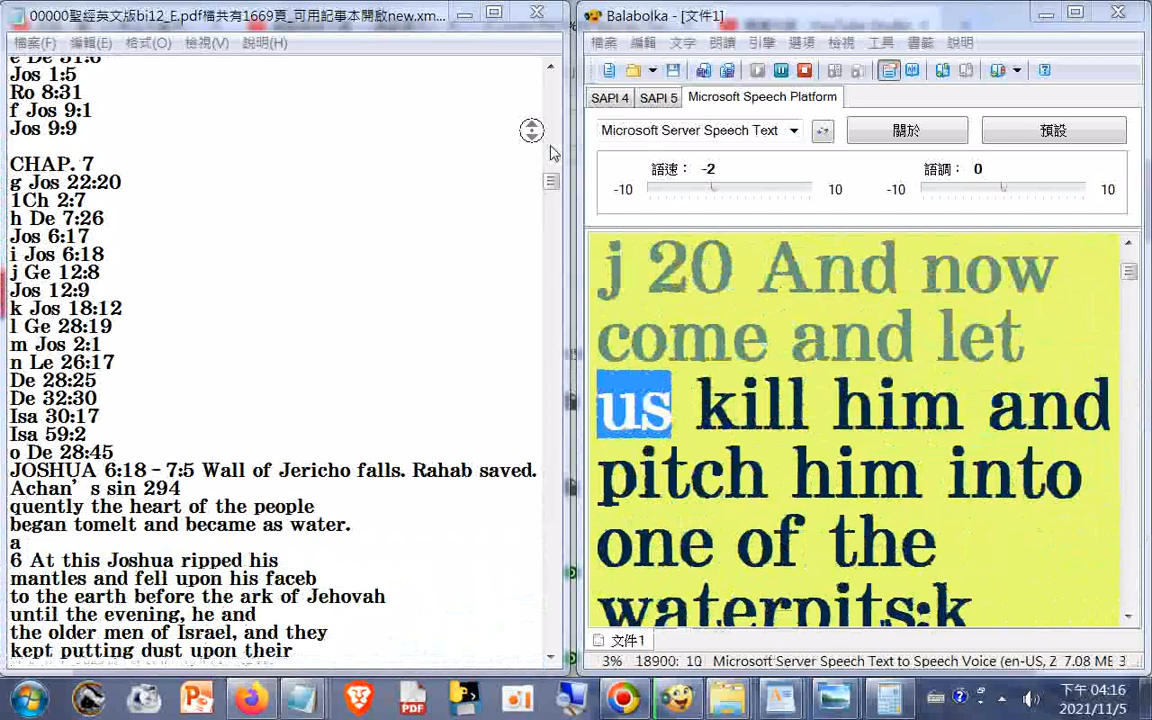 00000聖經英文版bi12_E.pdf檔共有1669頁_可用記事本開啟new.xm...
檔案(F) 編輯(E) 格式(O) 檢視(V) 說明(H)
e De 31:6
Jos 1:5
Ro 8:31
f Jos 9:1
Jos 9:9
CHAP. 7
g Jos 22:20
1Ch 2:7
h De 7:26
Jos 6:17
i Jos 6:18
j Ge 12:8
Jos 12:9
k Jos 18:12
l Ge 28:19
m Jos 2:1
n Le 26:17
De 28:25
De 32:30
Isa 30:17
Isa 59:2
o De 28:45
JOSHUA 6:18–7:5 Wall of Jericho falls. Rahab saved.
Achan’s sin 294
quently the heart of the people
began tomelt and became as water.
a
6 At this Joshua ripped his
mantles and fell upon his faceb
to the earth before the ark of Jehovah
until the evening, he and
the older men of Israel, and they
kept putting dust upon their
Balabolka - [文件1]
檔案 編輯 文字 朗讀 引擎 選項 檢視 工具 書籤 說明
SAPI 4 SAPI 5 Microsoft Speech Platform
Microsoft Server Speech Text 關於 預設
語速： -2 語調： 0
-10 10 -10 10
j 20 And now
come and let
us kill him and
pitch him into
one of the
waterpits;k
文件1
3% 18900: 10 Microsoft Server Speech Text to Speech Voice (en-US, Z 7.08 ME 3
下午 04:16
2021/11/5